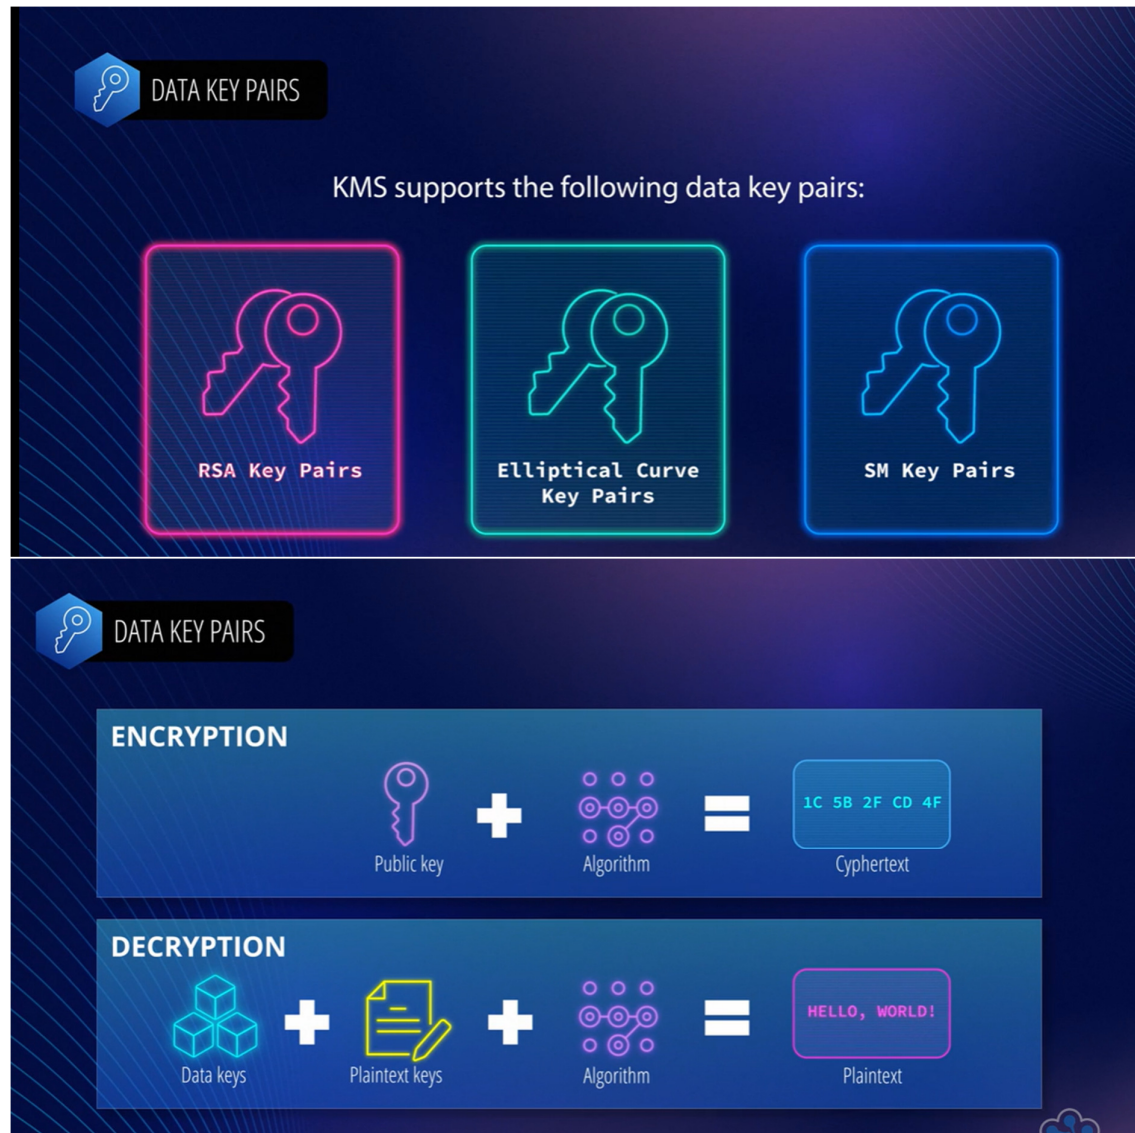 DATA KEY PAIRS
KMS supports the following data key pairs:
RSA Key Pairs
Elliptical Curve
Key Pairs
SM Key Pairs
DATA KEY PAIRS
ENCRYPTION
1C 5B 2F CD 4F
Public key
Algorithm
Cyphertext
DECRYPTION
HELLO, WORLD!
Data keys
Plaintext keys
Algorithm
Plaintext